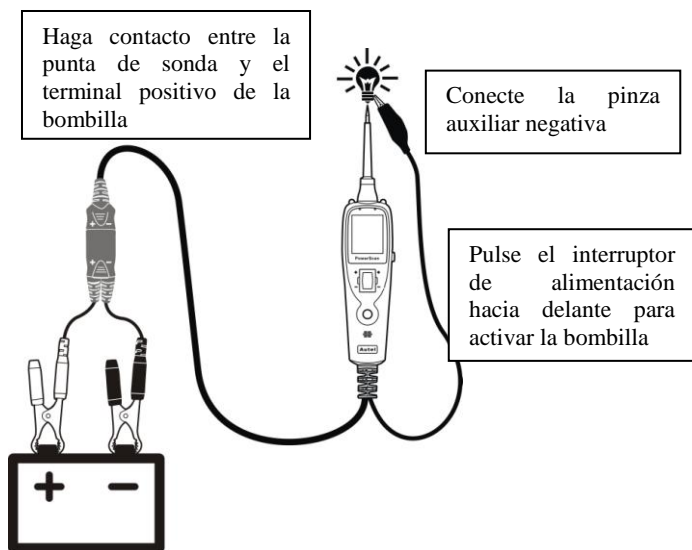 Haga contacto entre la
punta de sonda y el
terminal positivo de la
bombilla
Conecte la pinza
auxiliar negativa
Pulse el interruptor
de alimentación
hacia delante para
activar la bombilla
+ -
+ -
PowerScan
Autel
+ -